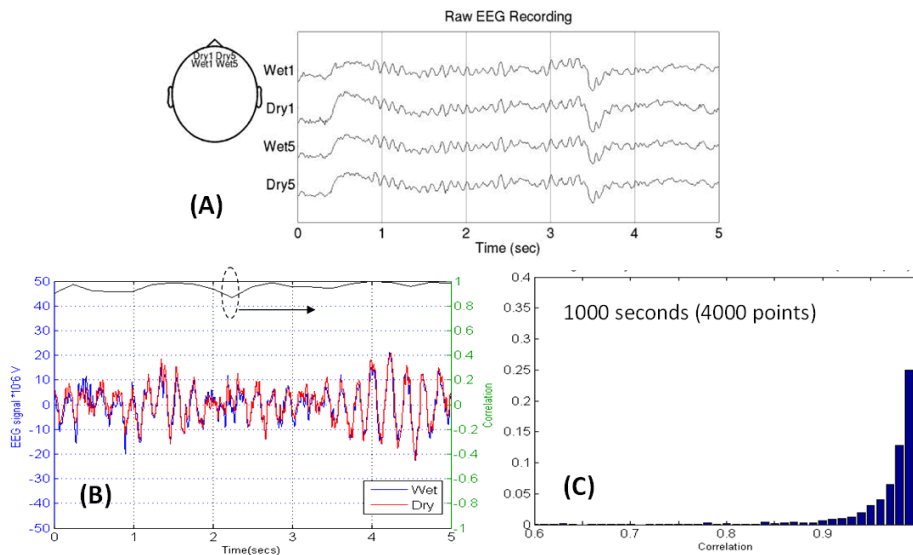 Raw EEG Recording
Dry1 Dry5
Wet1 Wet5
Wet1
Dry1
Wet5
Dry5
(A)
0 1 2 3 4 5
Time (sec)
50
40
30
20
10
0
-10
-20
-30
-40
-50
EEG signal *10⁶ V
1
0.8
0.6
0.4
0.2
0
-0.2
-0.4
-0.6
-0.8
-1
Correlation
(B)
Wet
Dry
0 1 2 3 4 5
Time(secs)
0.4
0.35
0.3
0.25
0.2
0.15
0.1
0.05
0
1000 seconds (4000 points)
(C)
0.6 0.7 0.8 0.9
Correlation